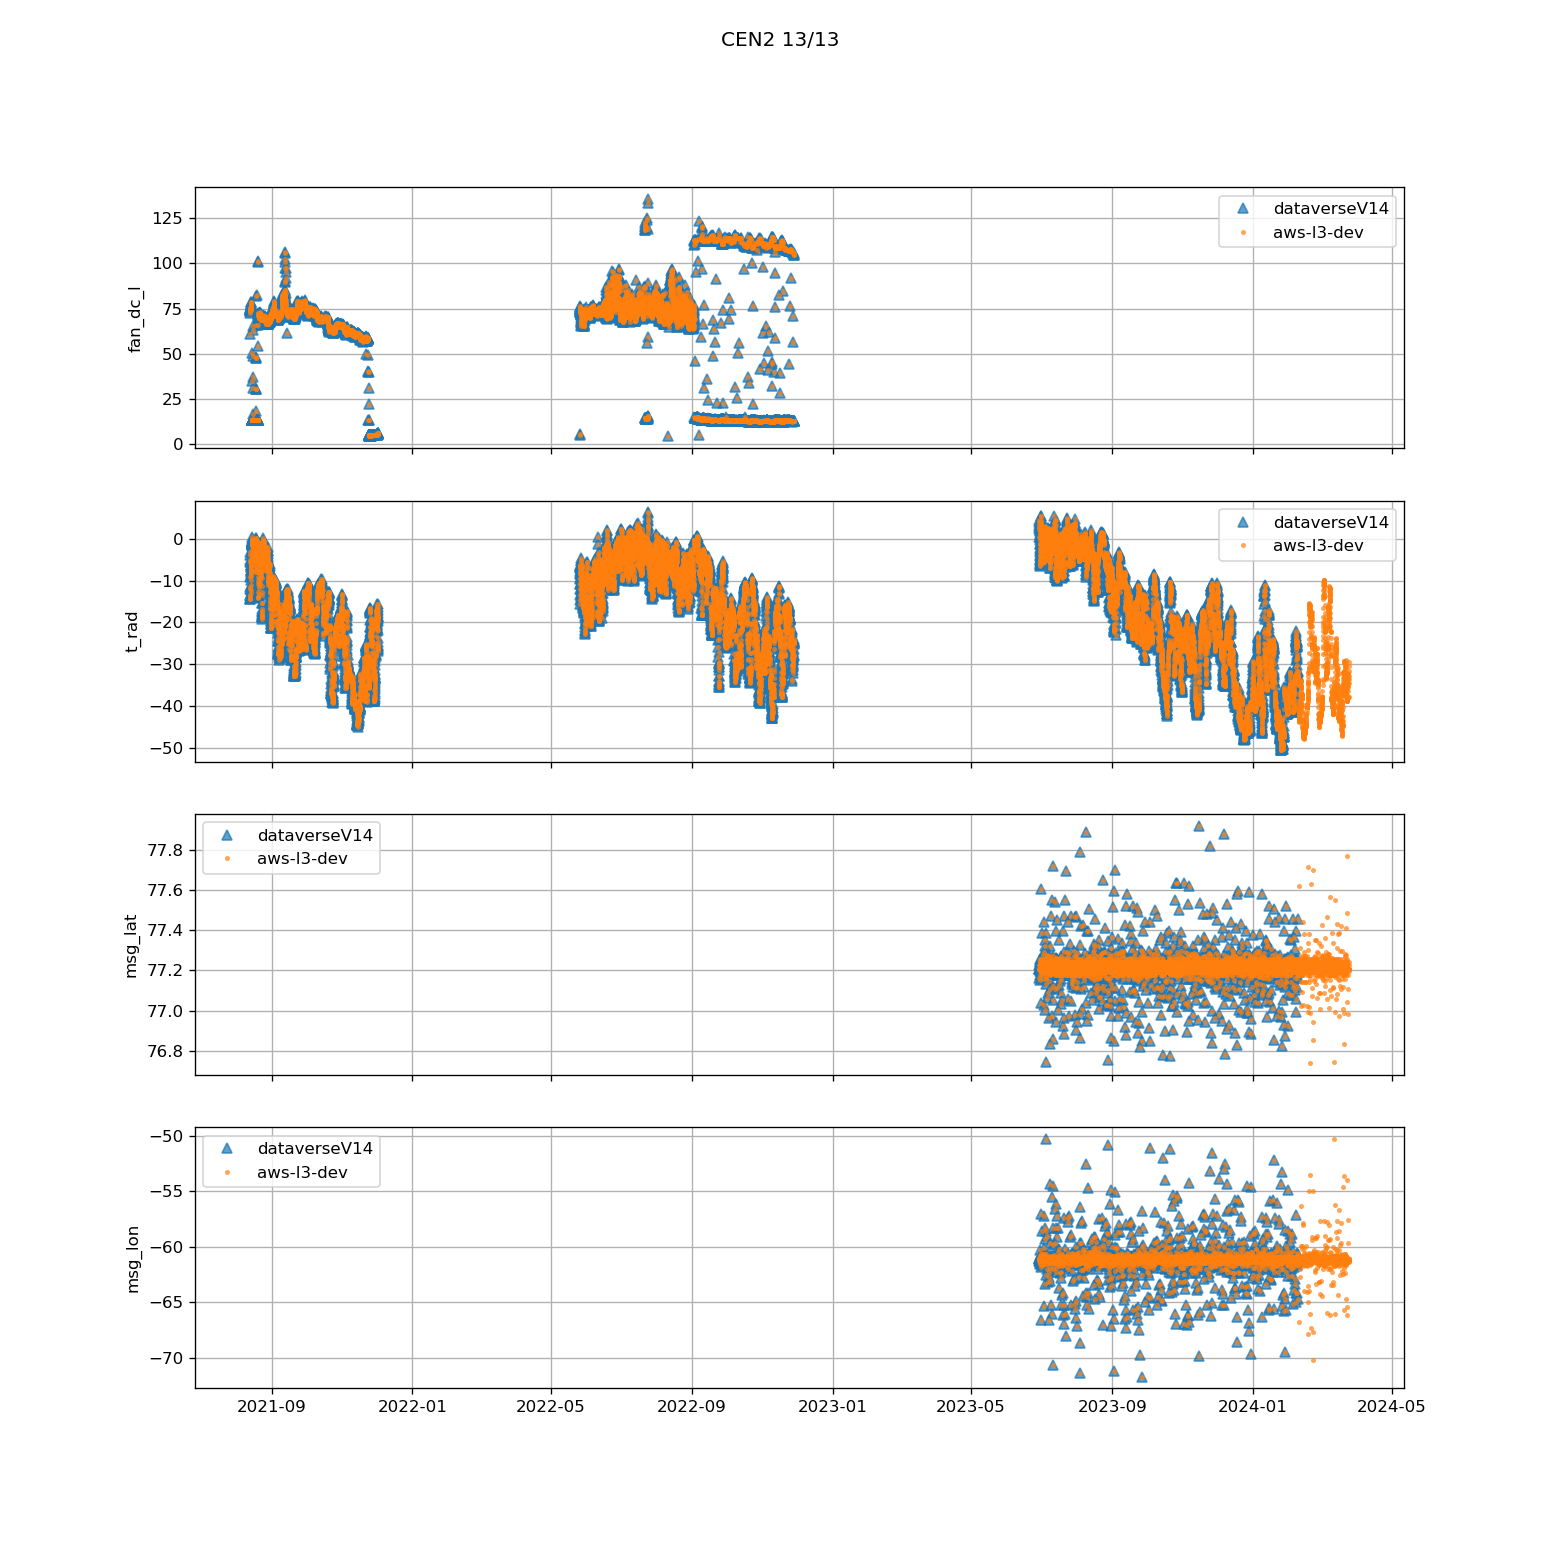 CEN2 13/13
fan_dc_I
125
100
75
50
25
0
dataverseV14
aws-l3-dev
t_rad
0
−10
−20
−30
−40
−50
dataverseV14
aws-l3-dev
msg_lat
77.8
77.6
77.4
77.2
77.0
76.8
dataverseV14
aws-l3-dev
msg_lon
−50
−55
−60
−65
−70
dataverseV14
aws-l3-dev
2021-09
2022-01
2022-05
2022-09
2023-01
2023-05
2023-09
2024-01
2024-05